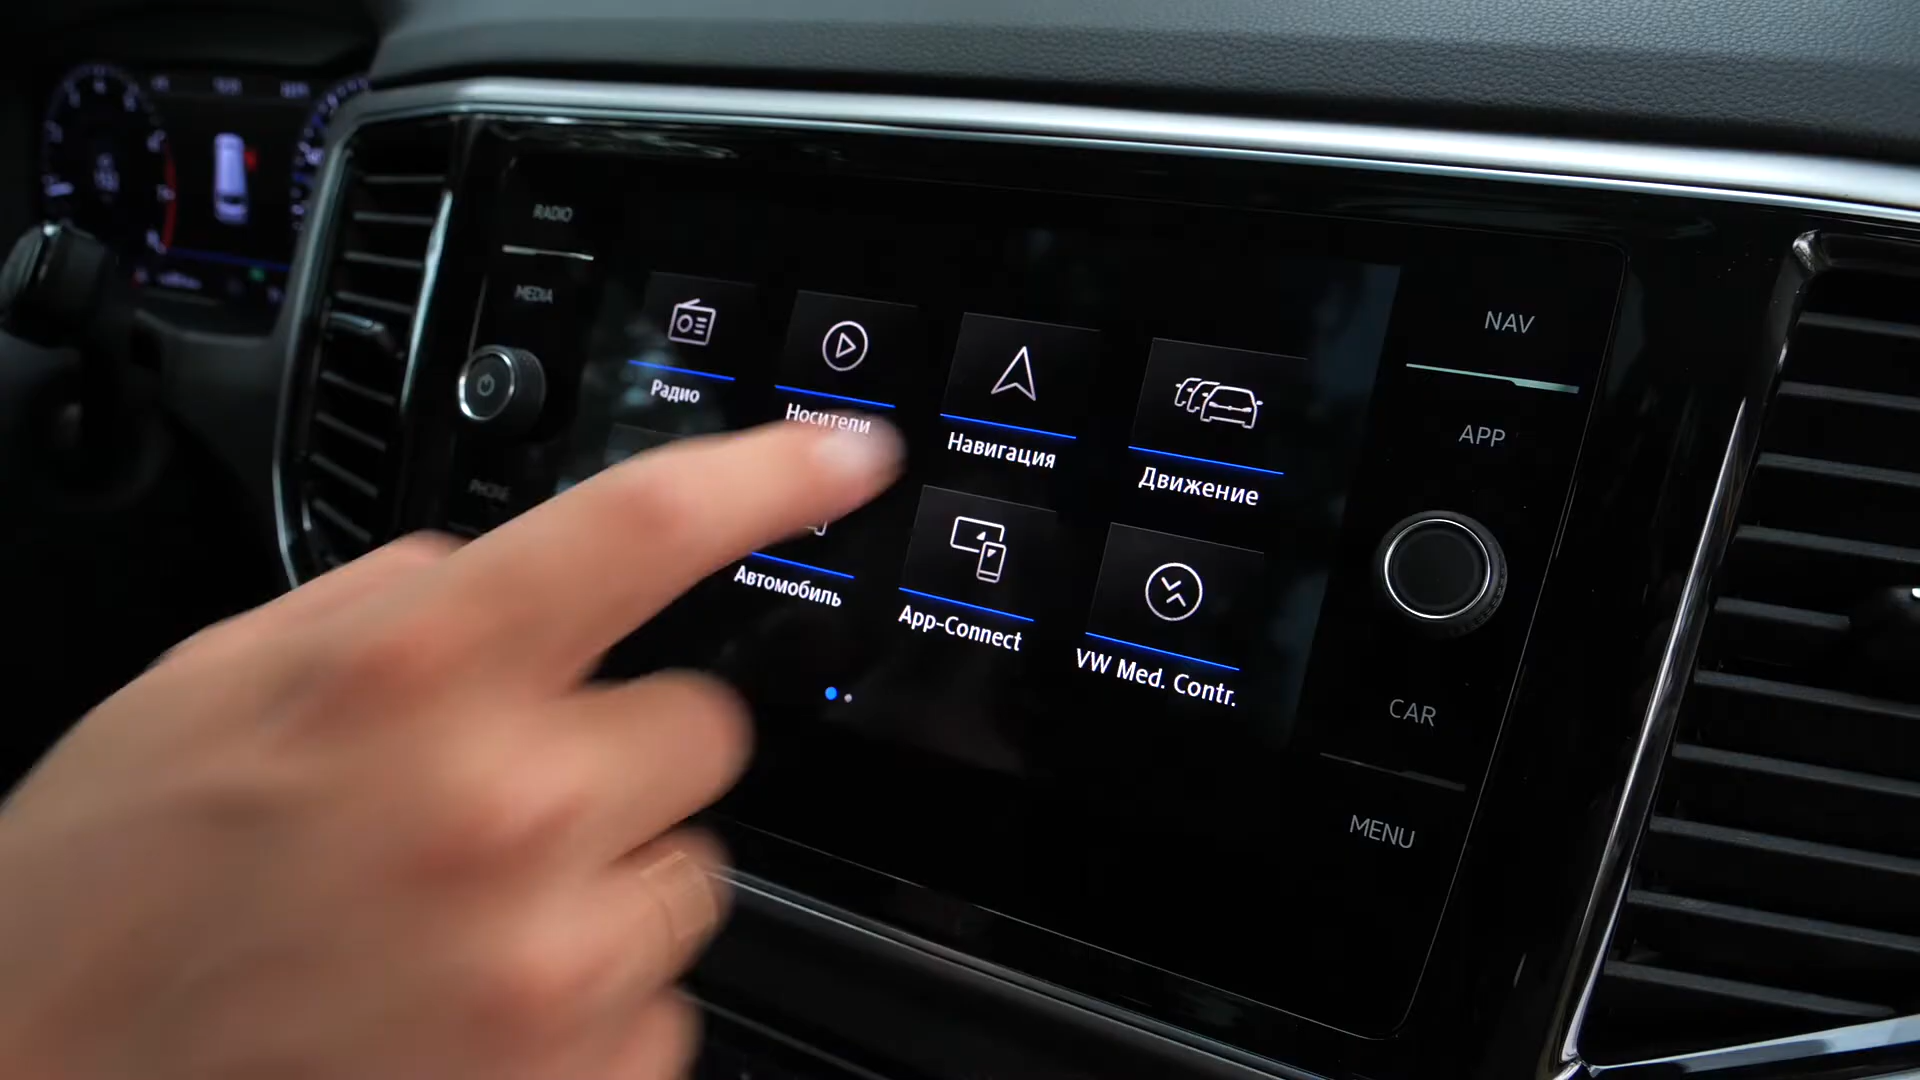 RADIO
MEDIA
PHONE
Радио
Носители
Навигация
Движение
Автомобиль
App-Connect
VW Med. Contr.
NAV
APP
CAR
MENU